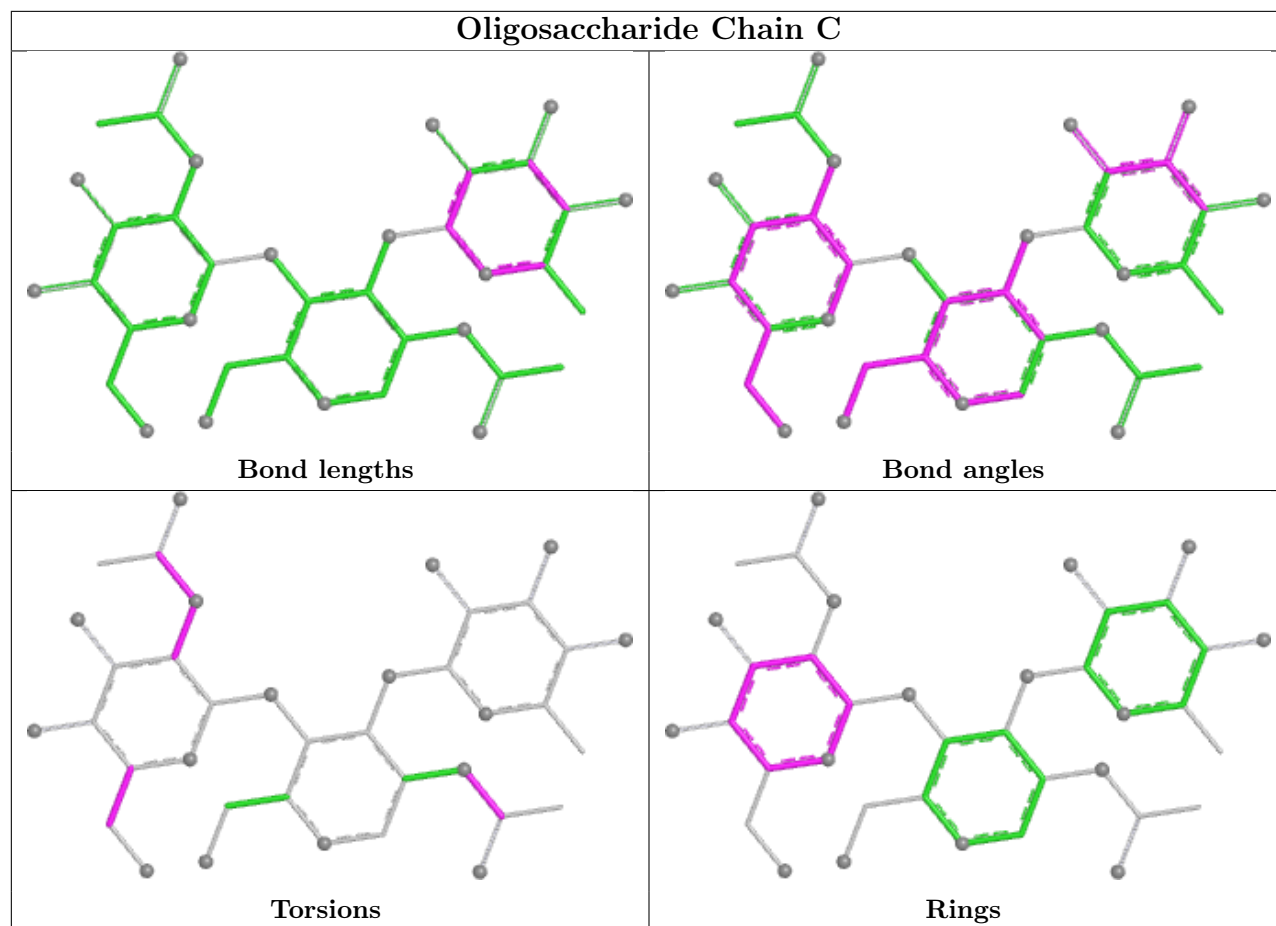 Oligosaccharide Chain C
Bond lengths
Bond angles
Torsions
Rings